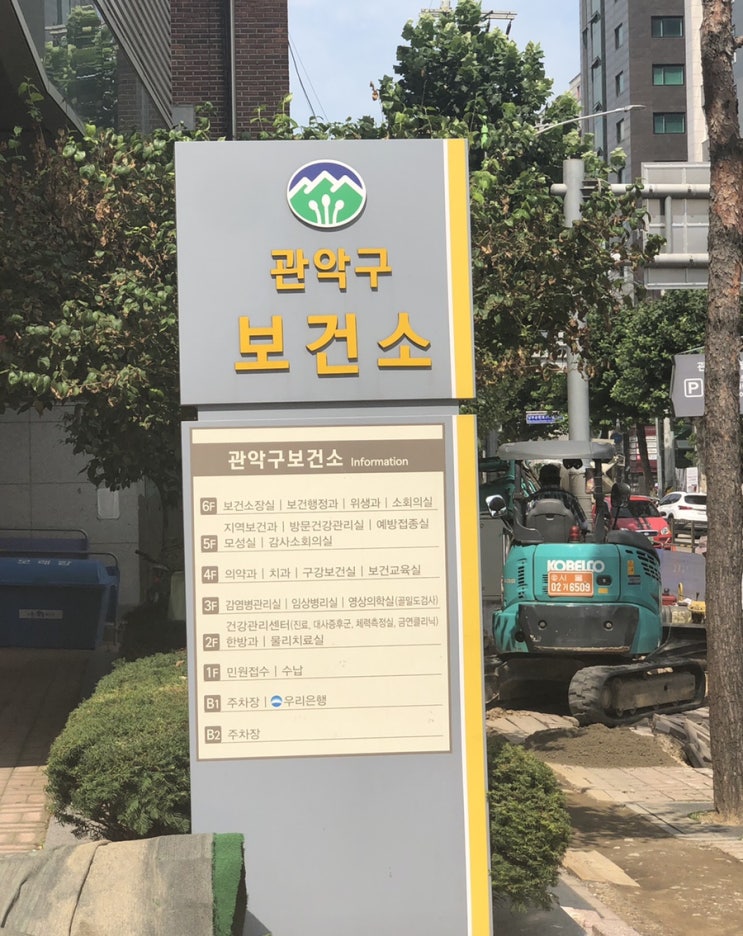 관악구
보건소
관악구보건소 Information
6F 보건소장실 | 보건행정과 | 위생과 | 소회의실
지역보건과 | 방문건강관리실 | 예방접종실
5F 모성실 | 감사소회의실
4F 의약과 | 치과 | 구강보건실 | 보건교육실
3F 감염병관리실 | 임상병리실 | 영상의학실(골밀도검사)
건강관리센터(진료, 대사증후군, 체력측정실, 금연클리닉)
2F 한방과 | 물리치료실
1F 민원접수 | 수납
B1 주차장 | 우리은행
B2 주차장
KOBELCO
02가 6509
P